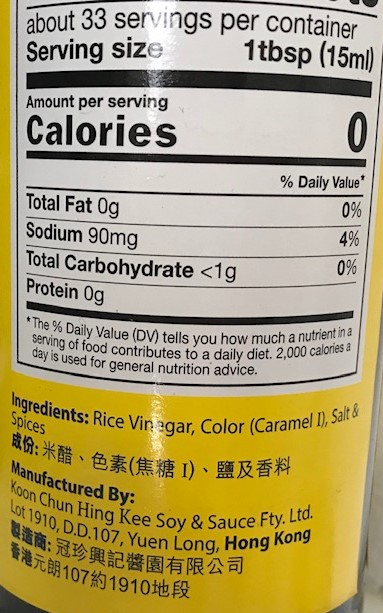 about 33 servings per container
Serving size 1tbsp (15ml)
Amount per serving
Calories 0
% Daily Value*
Total Fat 0g 0%
Sodium 90mg 4%
Total Carbohydrate <1g 0%
Protein 0g
*The % Daily Value (DV) tells you how much a nutrient in a
serving of food contributes to a daily diet. 2,000 calories a
day is used for general nutrition advice.
Ingredients: Rice Vinegar, Color (Caramel I), Salt &
Spices
成份: 米醋、色素(焦糖 I)、鹽及香料
Manufactured By:
Koon Chun Hing Kee Soy & Sauce Fty. Ltd.
Lot 1910, D.D.107, Yuen Long, Hong Kong
製造商: 冠珍興記醬園有限公司
香港元朗107約1910地段